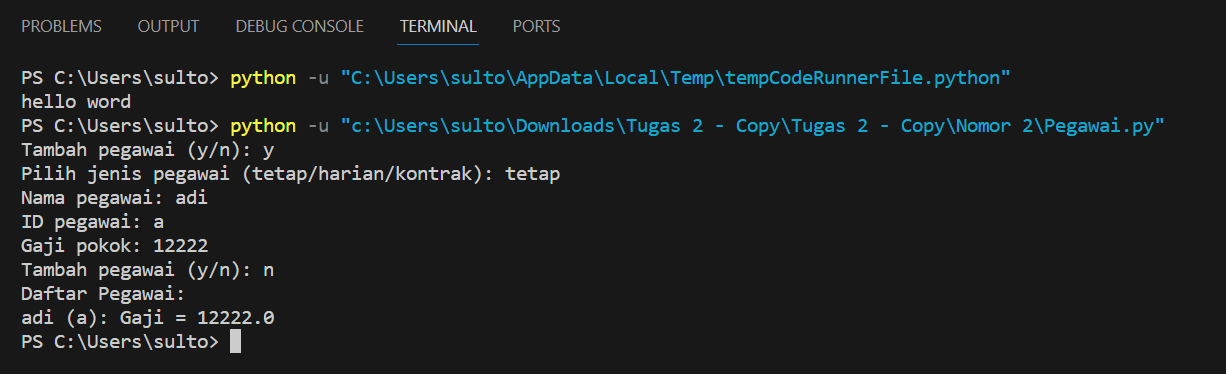 PROBLEMS OUTPUT DEBUG CONSOLE TERMINAL PORTS
PS C:\Users\sulto> python -u "C:\Users\sulto\AppData\Local\Temp\tempCodeRunnerFile.python"
hello word
PS C:\Users\sulto> python -u "c:\Users\sulto\Downloads\Tugas 2 - Copy\Tugas 2 - Copy\Nomor 2\Pegawai.py"
Tambah pegawai (y/n): y
Pilih jenis pegawai (tetap/harian/kontrak): tetap
Nama pegawai: adi
ID pegawai: a
Gaji pokok: 12222
Tambah pegawai (y/n): n
Daftar Pegawai:
adi (a): Gaji = 12222.0
PS C:\Users\sulto>